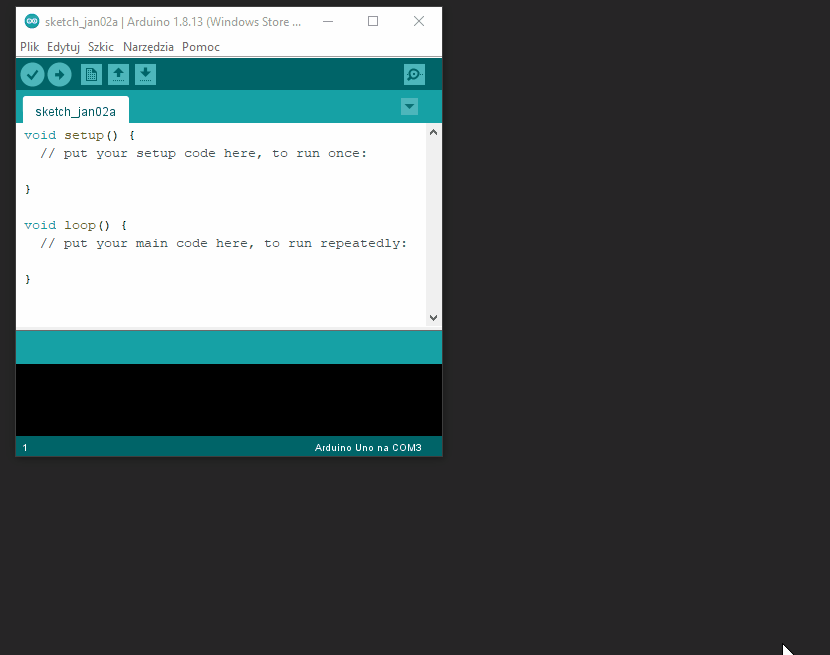 sketch_jan02a | Arduino 1.8.13 (Windows Store ...
Plik Edytuj Szkic Narzędzia Pomoc
sketch_jan02a
void setup() {
  // put your setup code here, to run once:
}
void loop() {
  // put your main code here, to run repeatedly:
}
1 Arduino Uno na COM3